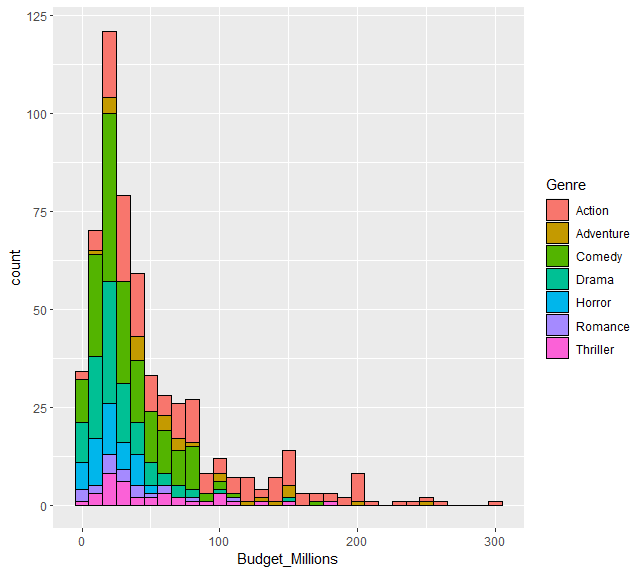 125
100
75
50
25
0
count
0
100
200
300
Budget_Millions
Genre
Action
Adventure
Comedy
Drama
Horror
Romance
Thriller